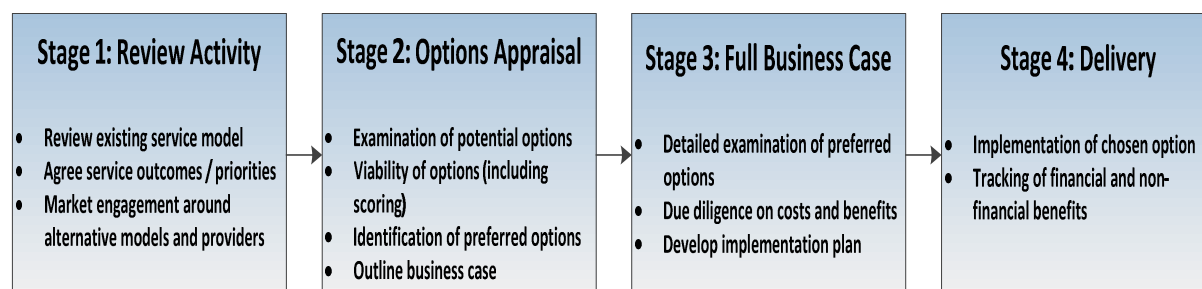 Stage 1: Review Activity
• Review existing service model
• Agree service outcomes / priorities
• Market engagement around
alternative models and providers
Stage 2: Options Appraisal
• Examination of potential options
• Viability of options (including
scoring)
• Identification of preferred options
• Outline business case
Stage 3: Full Business Case
• Detailed examination of preferred
options
• Due diligence on costs and benefits
• Develop implementation plan
Stage 4: Delivery
• Implementation of chosen option
• Tracking of financial and non-
financial benefits